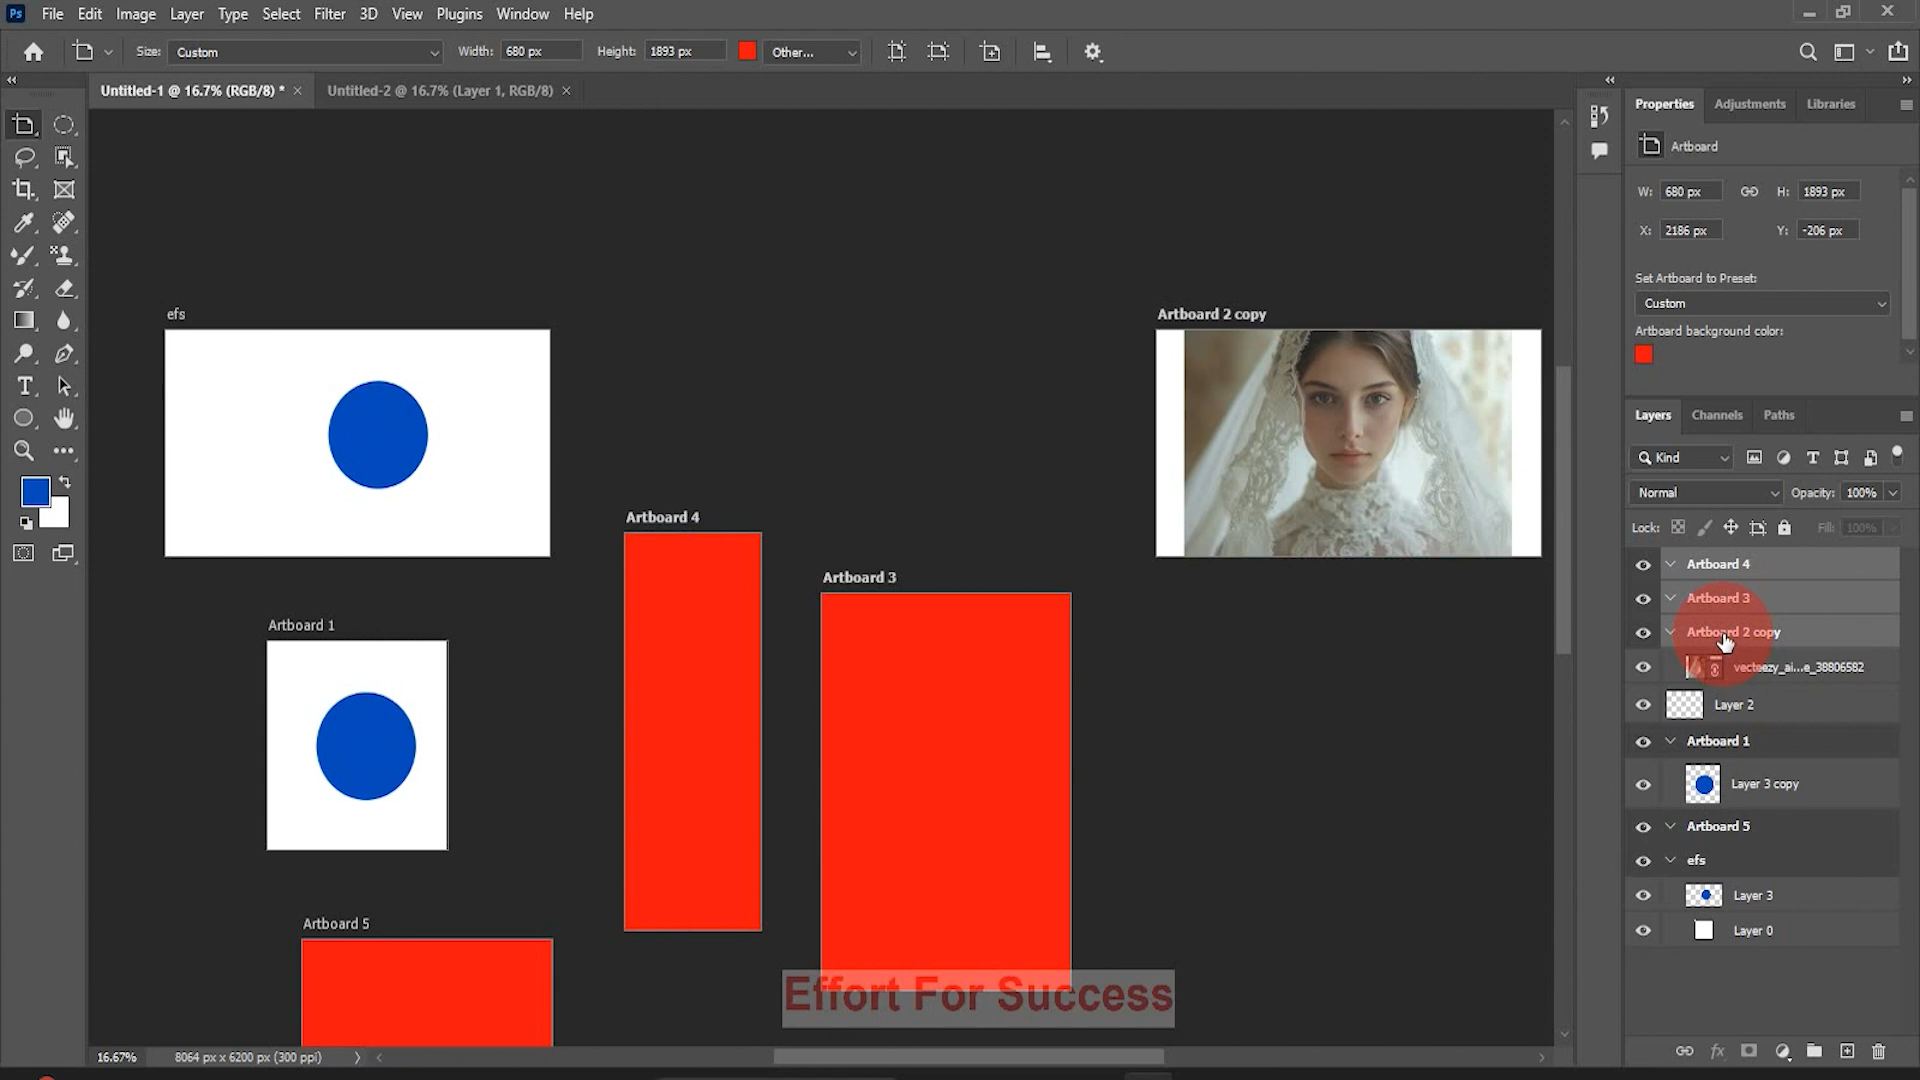 Ps File Edit Image Layer Type Select Filter 3D View Plugins Window Help
Size: Custom Width: 680 px Height: 1893 px Other...
Untitled-1 @ 16.7% (RGB/8) * × Untitled-2 @ 16.7% (Layer 1, RGB/8) ×
Properties Adjustments Libraries
Artboard
W: 680 px H: 1893 px
X: 2186 px Y: -206 px
Set Artboard to Preset:
Custom
Artboard background color:
efs
Artboard 2 copy
Artboard 4
Artboard 3
Artboard 1
Artboard 5
Effort For Success
Layers Channels Paths
Kind
Normal Opacity: 100%
Lock: Fill: 100%
Artboard 4
Artboard 3
Artboard 2 copy
vecteezy_ai...e_38806582
Layer 2
Artboard 1
Layer 3 copy
Artboard 5
efs
Layer 3
Layer 0
16.67% 8064 px x 6200 px (300 ppi)
fx